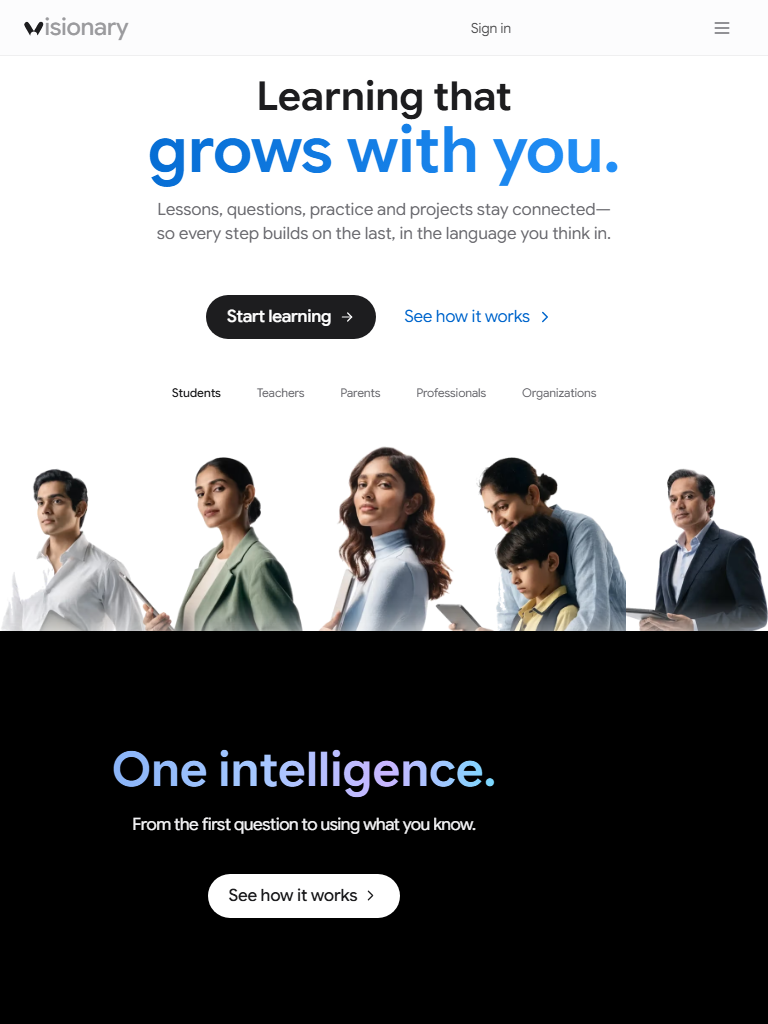 Wisionary
Sign in
Learning that
grows with you.
Lessons, questions, practice and projects stay connected—
so every step builds on the last, in the language you think in.
Start learning →
See how it works >
Students
Teachers
Parents
Professionals
Organizations
One intelligence.
From the first question to using what you know.
See how it works >